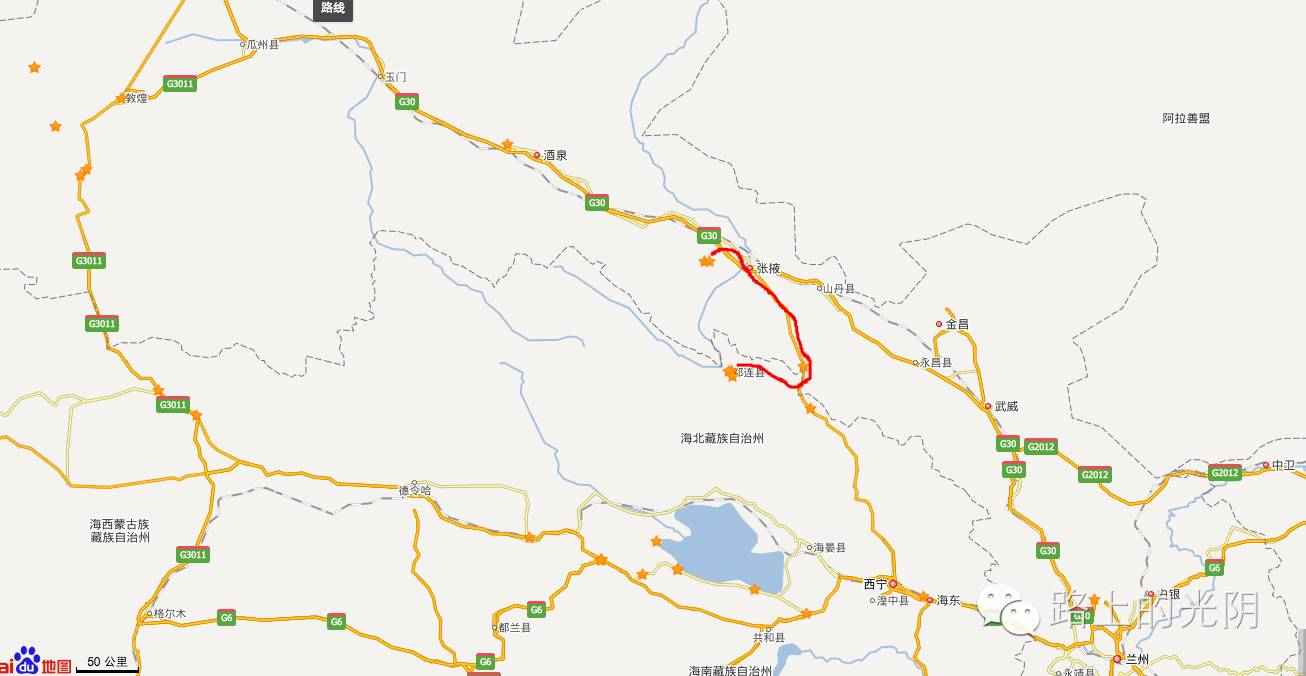 路线
瓜州县
玉门
G3011
敦煌
G30
阿拉善盟
酒泉
G30
G30
张掖
G3011
山丹县
G3011
金昌
永昌县
祁连县
G3011
武威
海北藏族自治州
G30
G2012
G30
G2012
G2012
中卫
德令哈
海西蒙古族
藏族自治州
G3011
海晏县
G30
G6
西宁
湟中县
海东
白银
路上的光阴
G30
格尔木
G6
G6
G6
都兰县
共和县
G6
兰州
海南藏族自治州
永靖县
Bai du 地图
50 公里